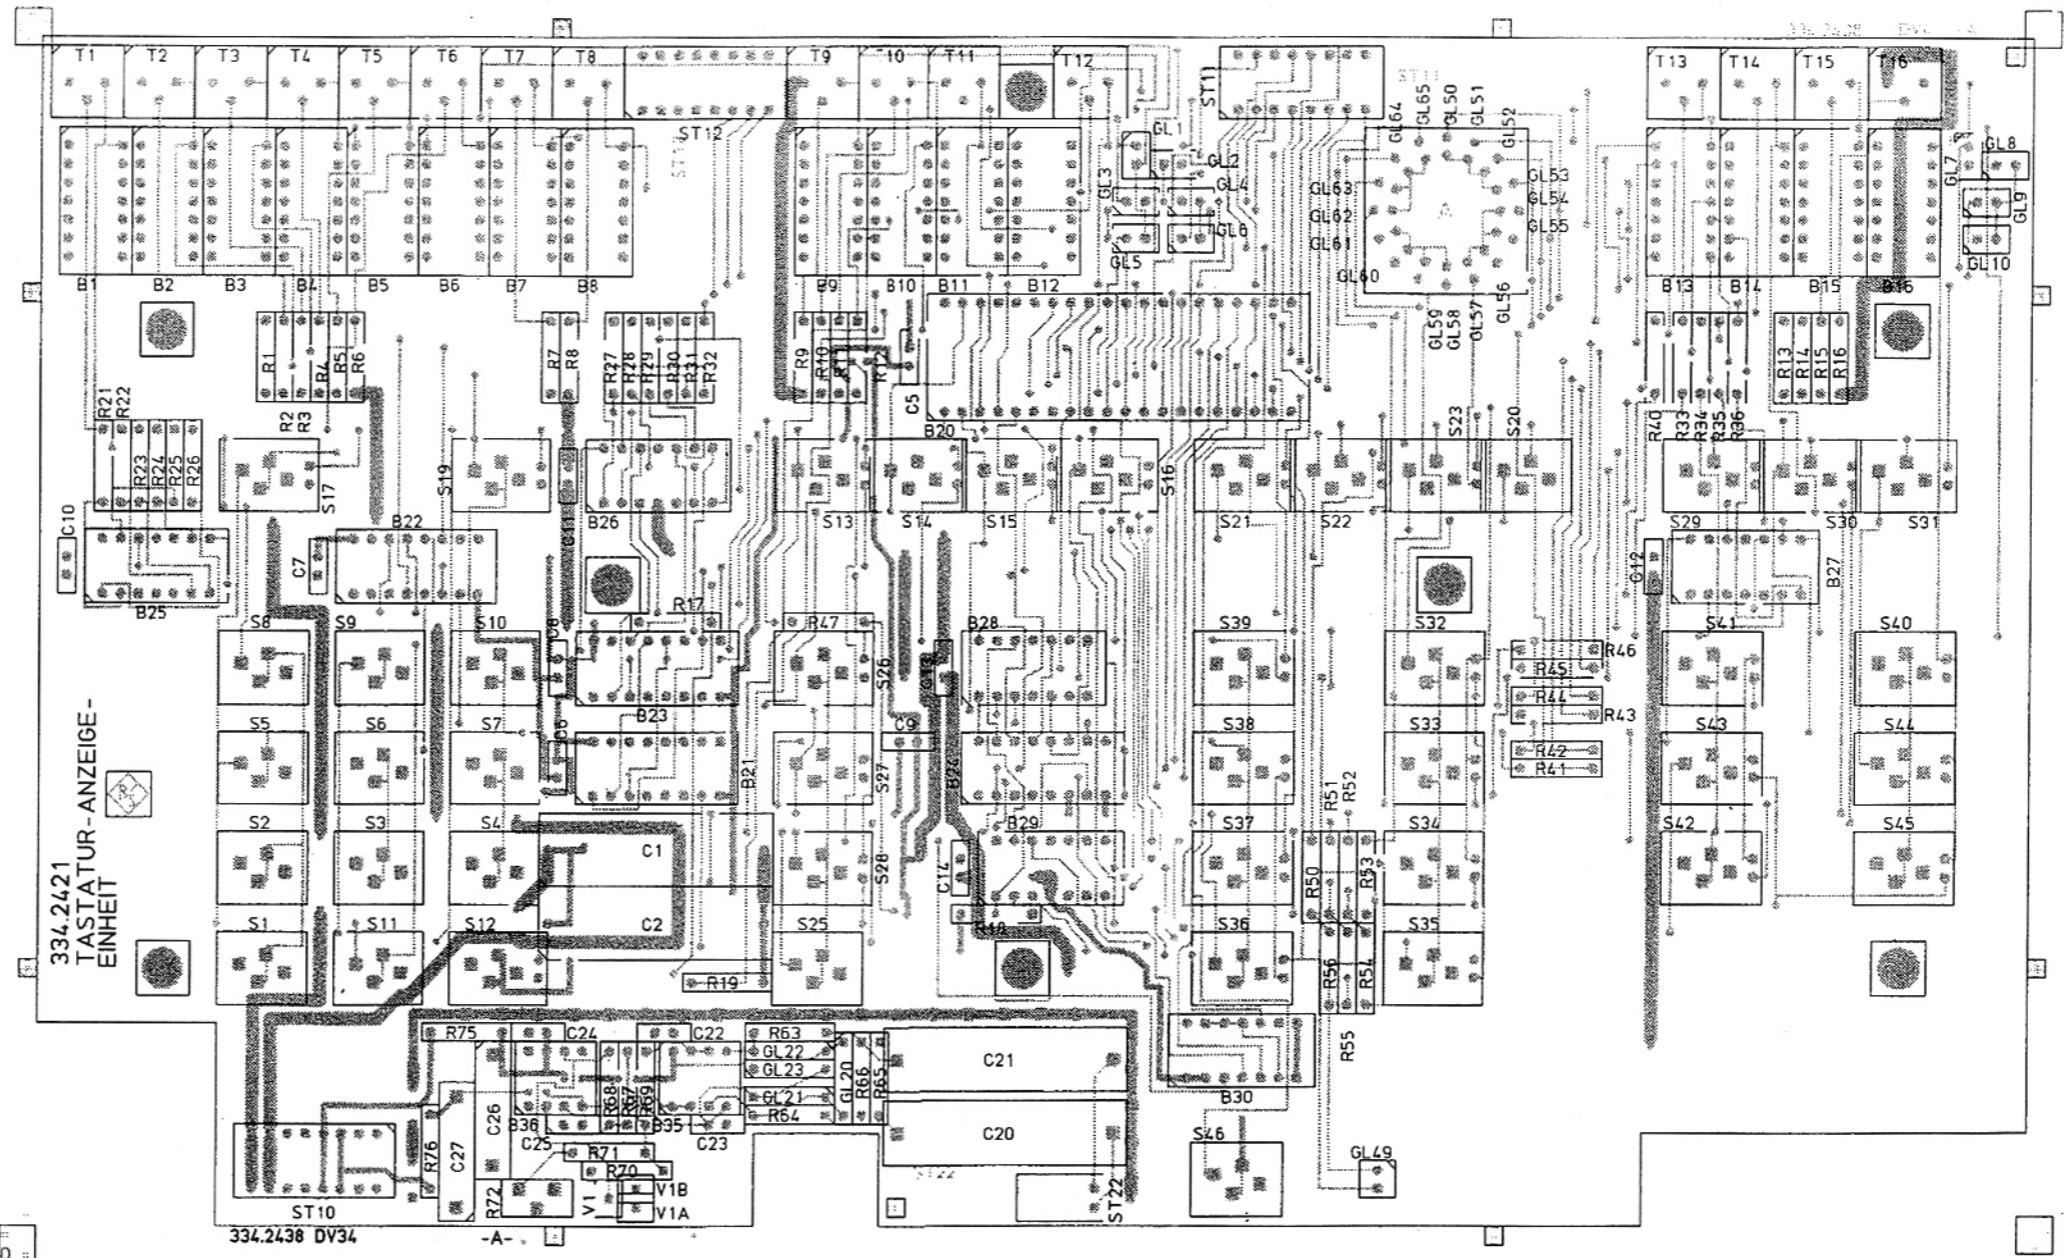 T1 T2 T3 T4 T5 T6 T7 T8 T9 T10 T11 T12 T13 T14 T15 T16
ST12
ST11
GL64 GL65 GL50 GL51 GL52
GL1
GL2
GL3
GL4
GL5
GL6
GL63 GL53
GL62 GL54
GL61 GL55
GL60
GL59 GL58 GL57 GL56
GL7
GL8
GL9
GL10
B1 B2 B3 B4 B5 B6 B7 B8 B9 B10 B11 B12 B13 B14 B15 B16
R1 R2 R3 R4 R5 R6
R7 R8
R27 R28 R29 R30 R31 R32
R9 R10 R12
C5
R40 R33 R34 R35 R36
R13 R14 R15 R16
R21 R22
R23 R24 R25 R26
S17
S19
C11
B26
B20
S13 S14 S15 S16
S21 S22 S23 S20
S29 S30 S31
C10
B25
C7
B22
C12
B27
R17
S8 S9 S10
C8
B23
R47
S26
B28
S39 S32
R46
R45
R44
R43
R42
R41
S41 S40
S5 S6 S7
C6
B21
S27
C9
B24
S38 S33
S43 S44
S2 S3 S4
C1
C2
S28
C14
B29
S37 S34
R51 R52
R50 R53
S42 S45
334.2421
TASTATUR-ANZEIGE-
EINHEIT
S1 S11 S12
R19
S25
R18
S36 S35
R56 R54
R55
R75
C24
C22
R63
GL22
GL23
GL21
R64
GL20 R66 R65
C21
C20
B30
R76
C27
C26
B36
C25
R68 R67 R69
B35
C23
R71
R70
R72
V1
V1B
V1A
ST22
ST22
S46
GL49
ST10
334.2438 DV34
-A-